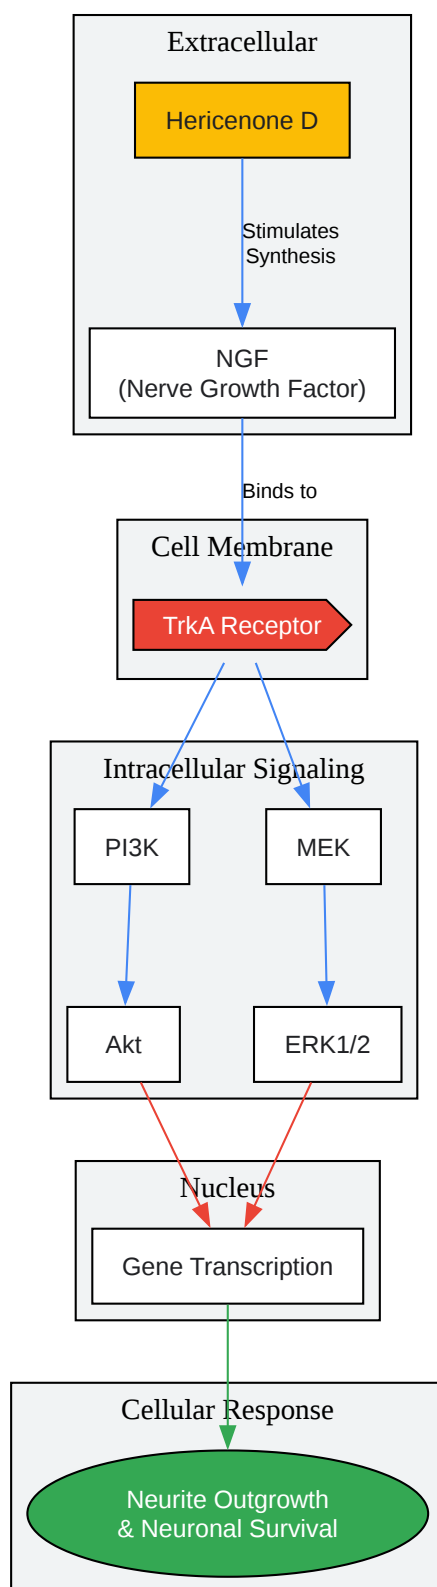 Extracellular
Hericenone D
Stimulates
Synthesis
NGF
(Nerve Growth Factor)
Binds to
Cell Membrane
TrkA Receptor
Intracellular Signaling
PI3K
MEK
Akt
ERK1/2
Nucleus
Gene Transcription
Cellular Response
Neurite Outgrowth
& Neuronal Survival